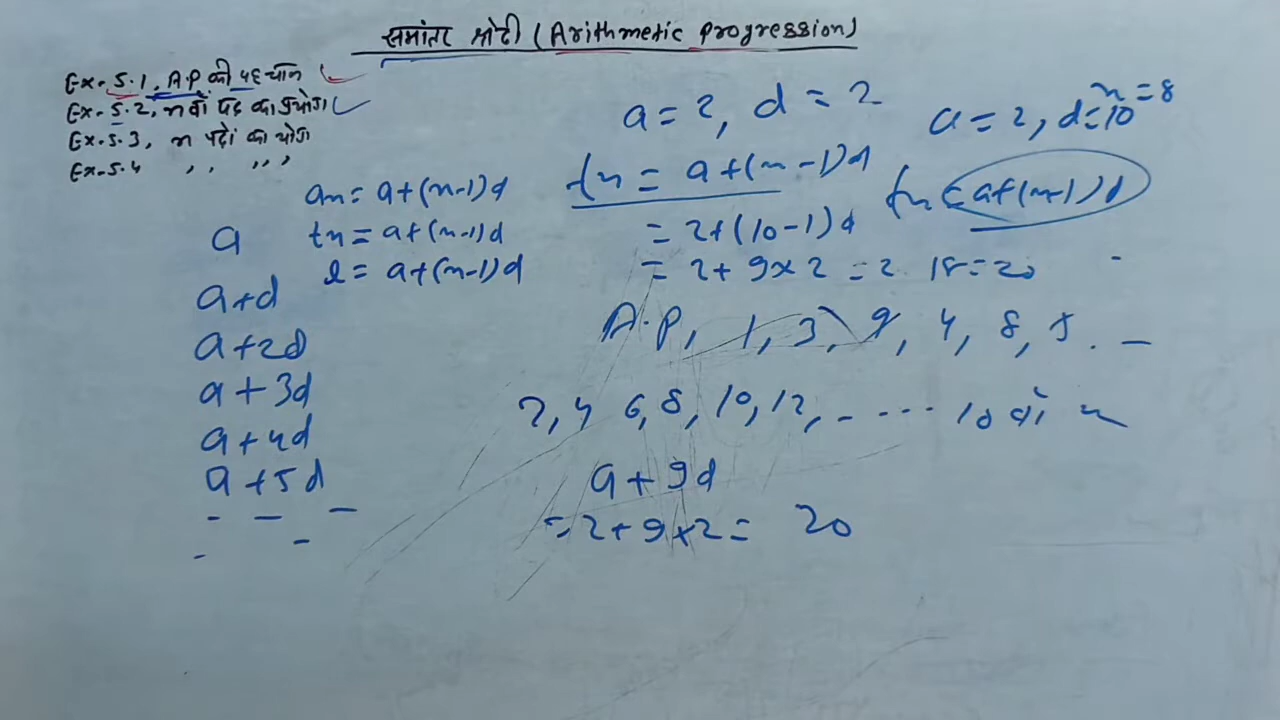 समांतर श्रेढी (Arithmetic Progression)
Ex. 5.1, A.P की पहचान
Ex. 5.2, n वाँ पद का प्रयोग
Ex. 5.3, n पदों का योग
Ex. 5.4 ,, ,,,
an = a+(n-1)d
tn = a+(n-1)d
l = a+(n-1)d
a
a+d
a+2d
a+3d
a+4d
a+5d
a = 2, d = 2
tn = a+(n-1)d
= 2+(10-1)d
= 2+ 9×2 = 2 18=20
n = 8
a = 2, d=10
tn = a+(n-1)d
A.P, 1, 3, 9, 4, 8, 5. —
2, 4 6, 8, 10, 12, - .... 10 वाँ
a + 9d
= 2+9×2 = 20